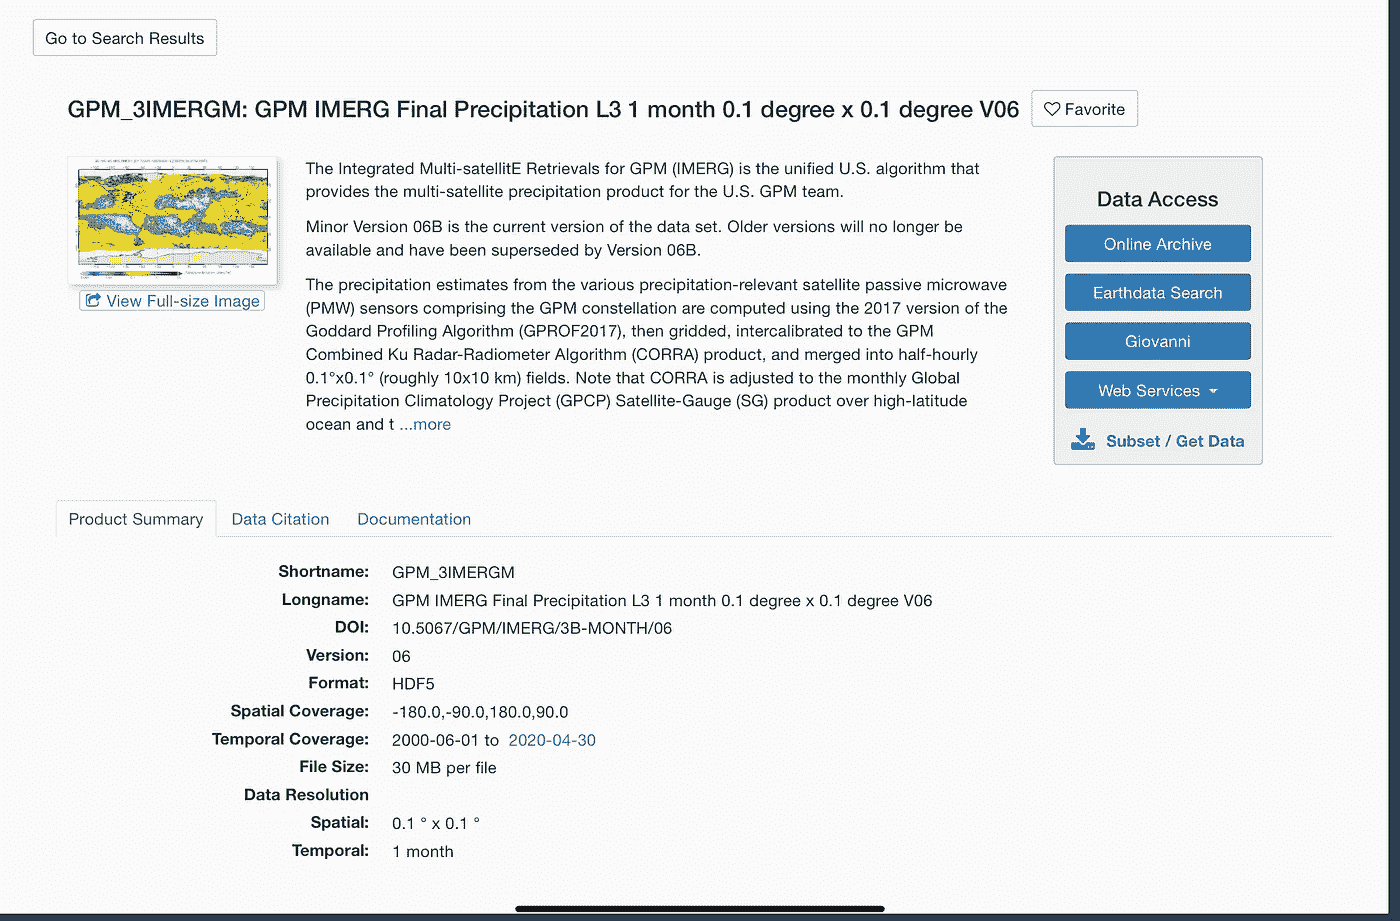 Go to Search Results
GPM_3IMERGM: GPM IMERG Final Precipitation L3 1 month 0.1 degree x 0.1 degree V06
Favorite
View Full-size Image
The Integrated Multi-satellitE Retrievals for GPM (IMERG) is the unified U.S. algorithm that
provides the multi-satellite precipitation product for the U.S. GPM team.
Minor Version 06B is the current version of the data set. Older versions will no longer be
available and have been superseded by Version 06B.
The precipitation estimates from the various precipitation-relevant satellite passive microwave
(PMW) sensors comprising the GPM constellation are computed using the 2017 version of the
Goddard Profiling Algorithm (GPROF2017), then gridded, intercalibrated to the GPM
Combined Ku Radar-Radiometer Algorithm (CORRA) product, and merged into half-hourly
0.1°x0.1° (roughly 10x10 km) fields. Note that CORRA is adjusted to the monthly Global
Precipitation Climatology Project (GPCP) Satellite-Gauge (SG) product over high-latitude
ocean and t ...more
Data Access
Online Archive
Earthdata Search
Giovanni
Web Services
Subset / Get Data
Product Summary Data Citation Documentation
Shortname: GPM_3IMERGM
Longname: GPM IMERG Final Precipitation L3 1 month 0.1 degree x 0.1 degree V06
DOI: 10.5067/GPM/IMERG/3B-MONTH/06
Version: 06
Format: HDF5
Spatial Coverage: -180.0,-90.0,180.0,90.0
Temporal Coverage: 2000-06-01 to 2020-04-30
File Size: 30 MB per file
Data Resolution
Spatial: 0.1 ° x 0.1 °
Temporal: 1 month